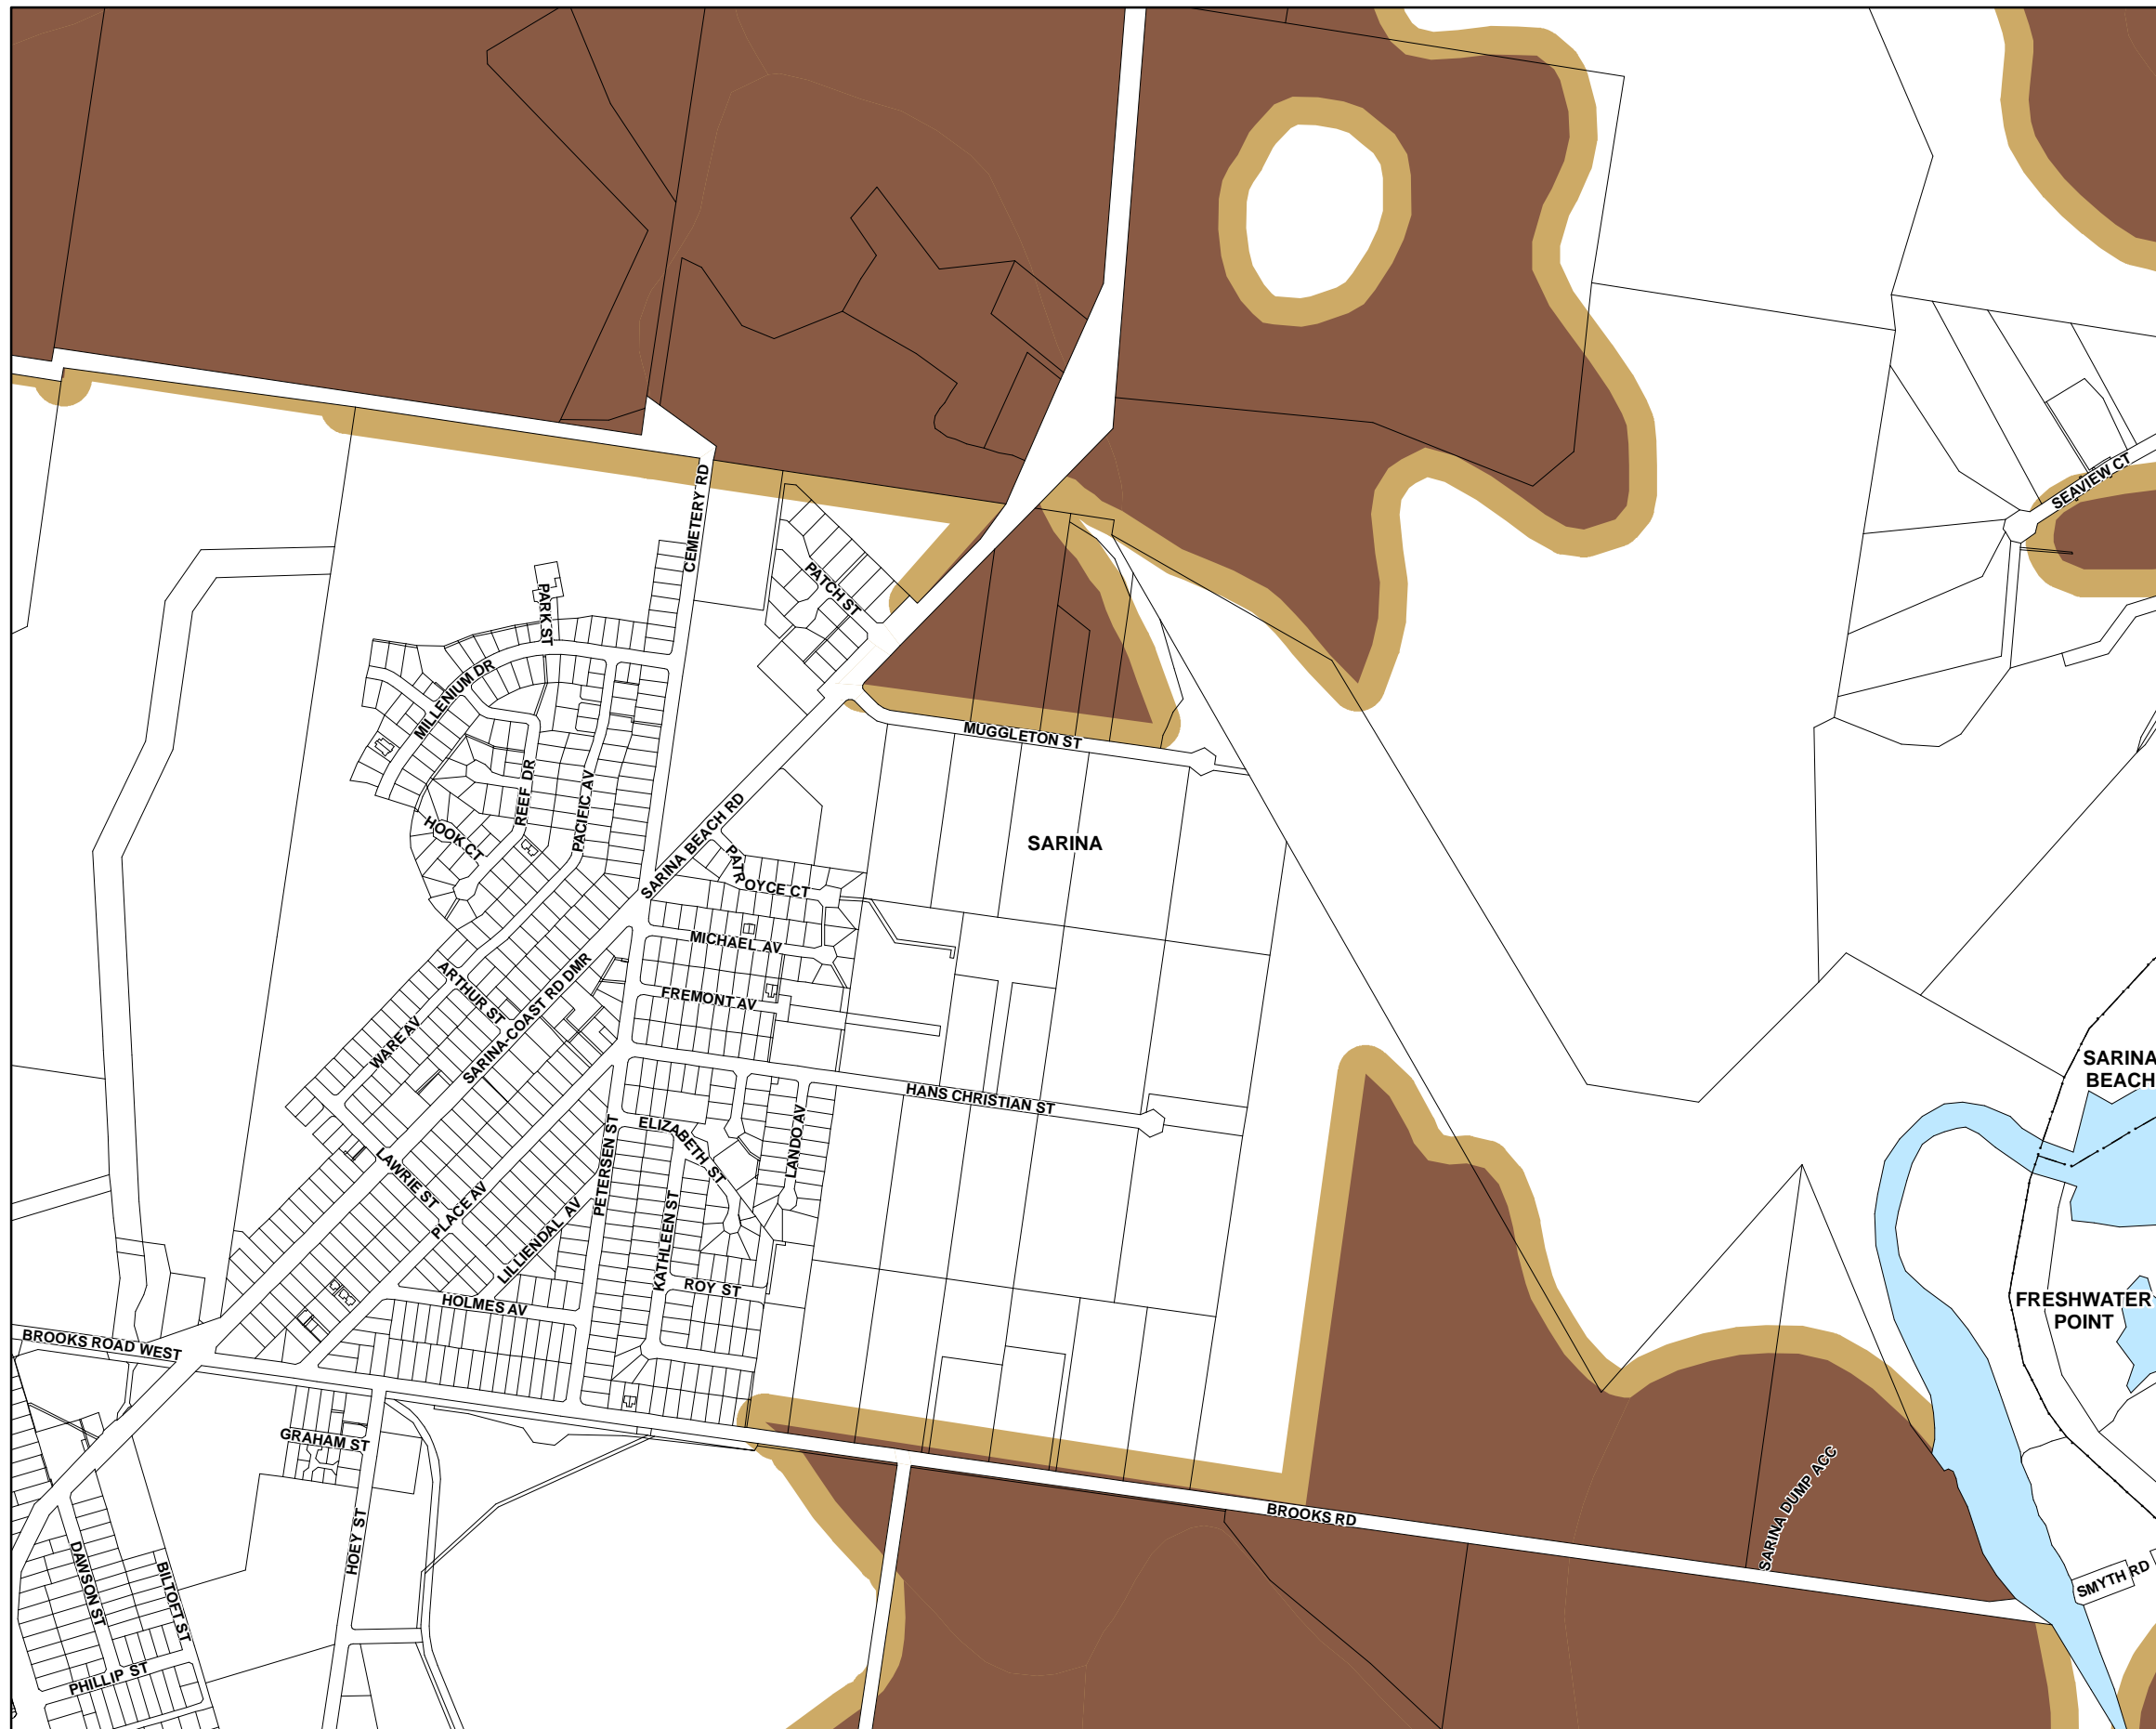 SEAVIEW CT
CEMETERY RD
PATCH ST
PARK ST
MILLENIUM DR
MUGGLETON ST
REEF DR
PACIFIC AV
HOOK CT
SARINA BEACH RD
SARINA
PATR
OYCE CT
MICHAEL AV
ARTHUR ST
SARINA-COAST RD DMR
FREMONT AV
WARE AV
SARINA
BEACH
HANS CHRISTIAN ST
ELIZABETH ST
LANDO AV
PETERSEN ST
LAWRIE ST
PLACE AV
LILLIENDAL AV
KATHLEEN ST
ROY ST
HOLMES AV
FRESHWATER
POINT
BROOKS ROAD WEST
GRAHAM ST
HOEY ST
BROOKS RD
SARINA DUMP ACC
DAWSON ST
BILTOFT ST
SMYTH RD
PHILLIP ST